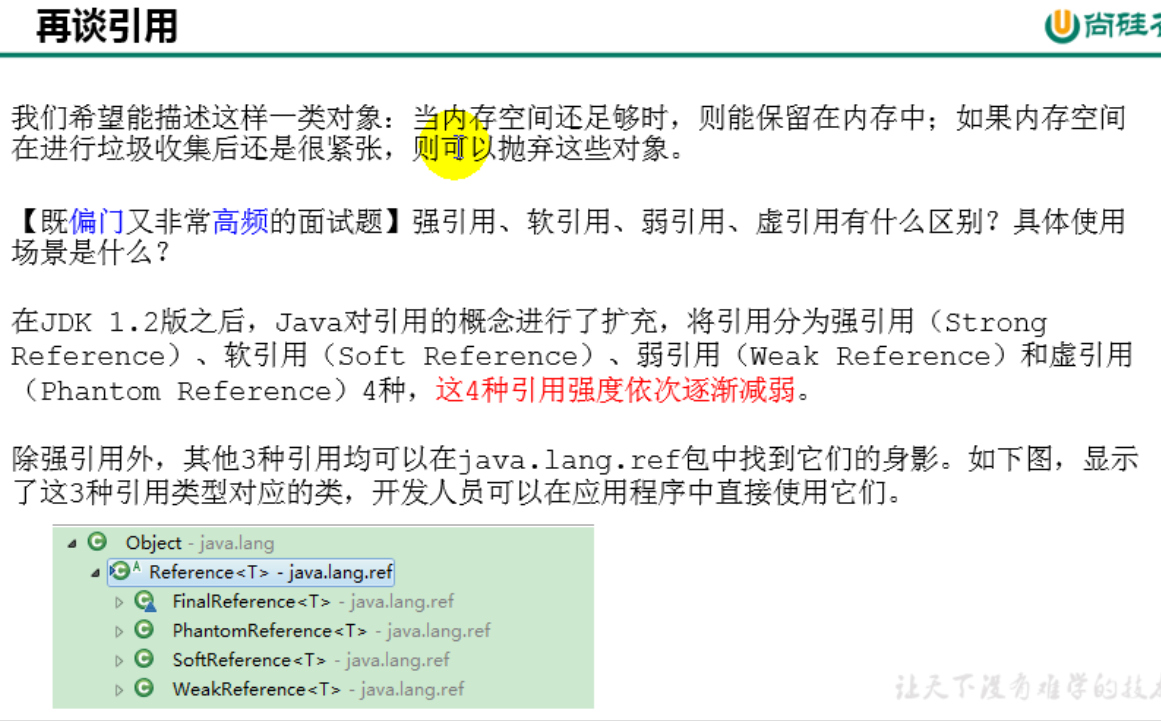 再谈引用
尚硅
我们希望能描述这样一类对象：当内存空间还足够时，则能保留在内存中；如果内存空间
在进行垃圾收集后还是很紧张，则可以抛弃这些对象。
【既偏门又非常高频的面试题】强引用、软引用、弱引用、虚引用有什么区别？具体使用
场景是什么？
在JDK 1.2版之后，Java对引用的概念进行了扩充，将引用分为强引用（Strong
Reference）、软引用（Soft Reference）、弱引用（Weak Reference）和虚引用
（Phantom Reference）4种，这4种引用强度依次逐渐减弱。
除强引用外，其他3种引用均可以在java.lang.ref包中找到它们的身影。如下图，显示
了这3种引用类型对应的类，开发人员可以在应用程序中直接使用它们。
Object - java.lang
Reference<T> - java.lang.ref
FinalReference<T> - java.lang.ref
PhantomReference<T> - java.lang.ref
SoftReference<T> - java.lang.ref
WeakReference<T> - java.lang.ref
让天下没有难学的技